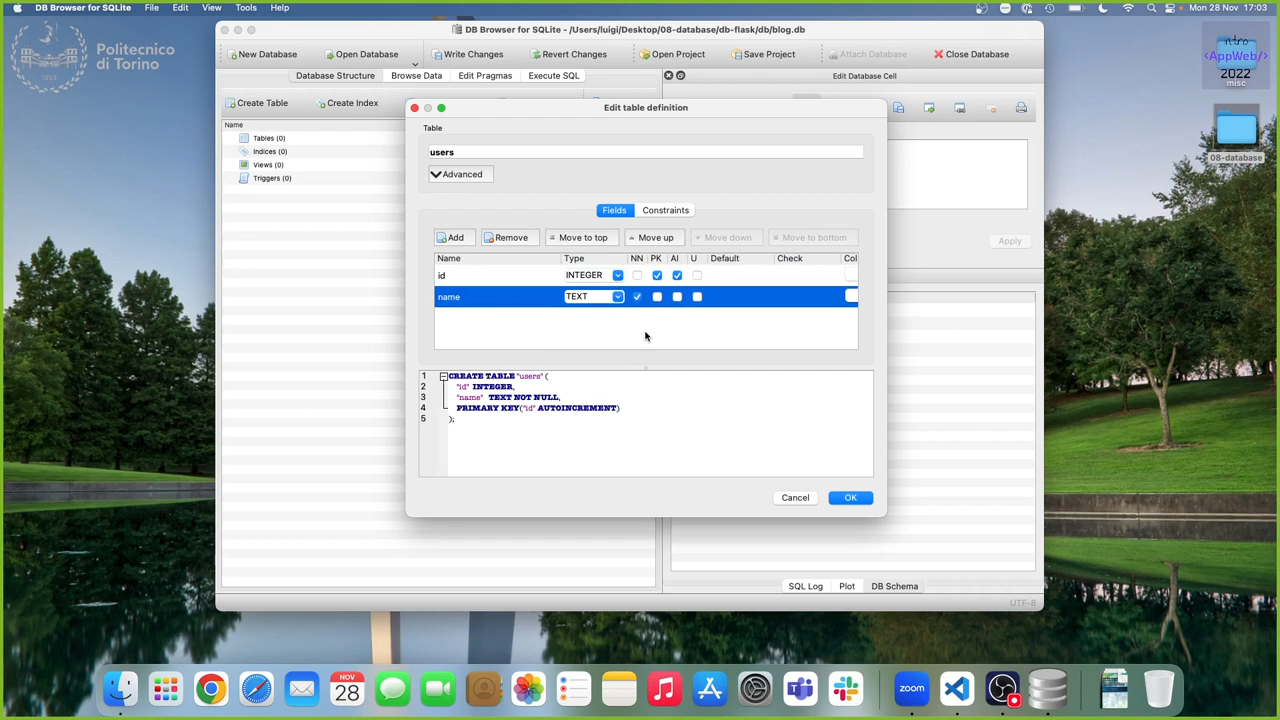 DB Browser for SQLite File Edit View Tools Help Mon 28 Nov 17:03
Politecnico
di Torino
1859
DB Browser for SQLite - /Users/luigi/Desktop/08-database/db-flask/db/blog.db
New Database Open Database Write Changes Revert Changes Open Project Save Project Attach Database Close Database
Database Structure Browse Data Edit Pragmas Execute SQL Edit Database Cell
Create Table Create Index
Name
Tables (0)
Indices (0)
Views (0)
Triggers (0)
Edit table definition
Table
users
Advanced
Fields Constraints
Add Remove Move to top Move up Move down Move to bottom
Name Type NN PK AI U Default Check Col
id INTEGER
name TEXT
1 CREATE TABLE "users" (
2 "id" INTEGER,
3 "name" TEXT NOT NULL,
4 PRIMARY KEY("id" AUTOINCREMENT)
5 );
Cancel OK
Apply
SQL Log Plot DB Schema
UTF-8
intro
<AppWeb/>
2022
misc
08-database
NOV
28
zoom